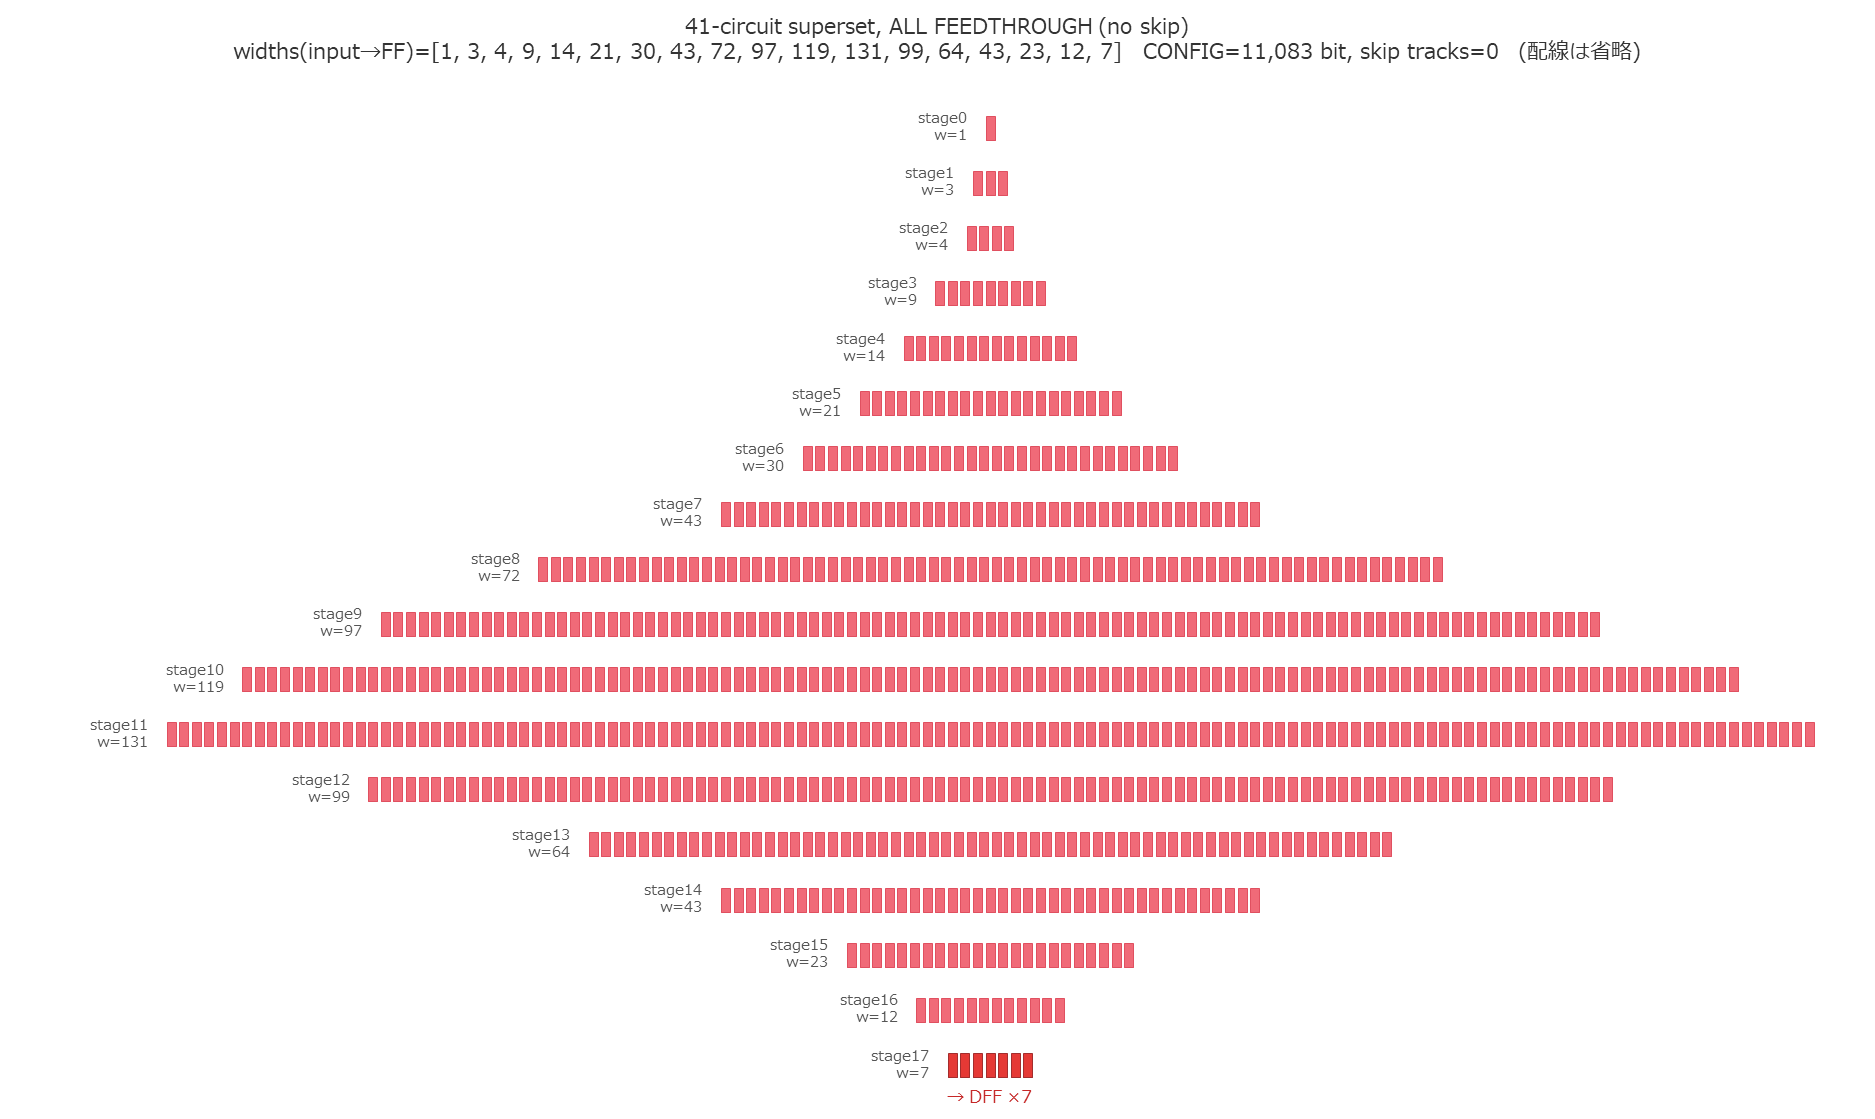 41-circuit superset, ALL FEEDTHROUGH (no skip)
widths(input→FF)=[1, 3, 4, 9, 14, 21, 30, 43, 72, 97, 119, 131, 99, 64, 43, 23, 12, 7]   CONFIG=11,083 bit, skip tracks=0   (配線は省略)
stage0
w=1
stage1
w=3
stage2
w=4
stage3
w=9
stage4
w=14
stage5
w=21
stage6
w=30
stage7
w=43
stage8
w=72
stage9
w=97
stage10
w=119
stage11
w=131
stage12
w=99
stage13
w=64
stage14
w=43
stage15
w=23
stage16
w=12
stage17
w=7
→ DFF ×7